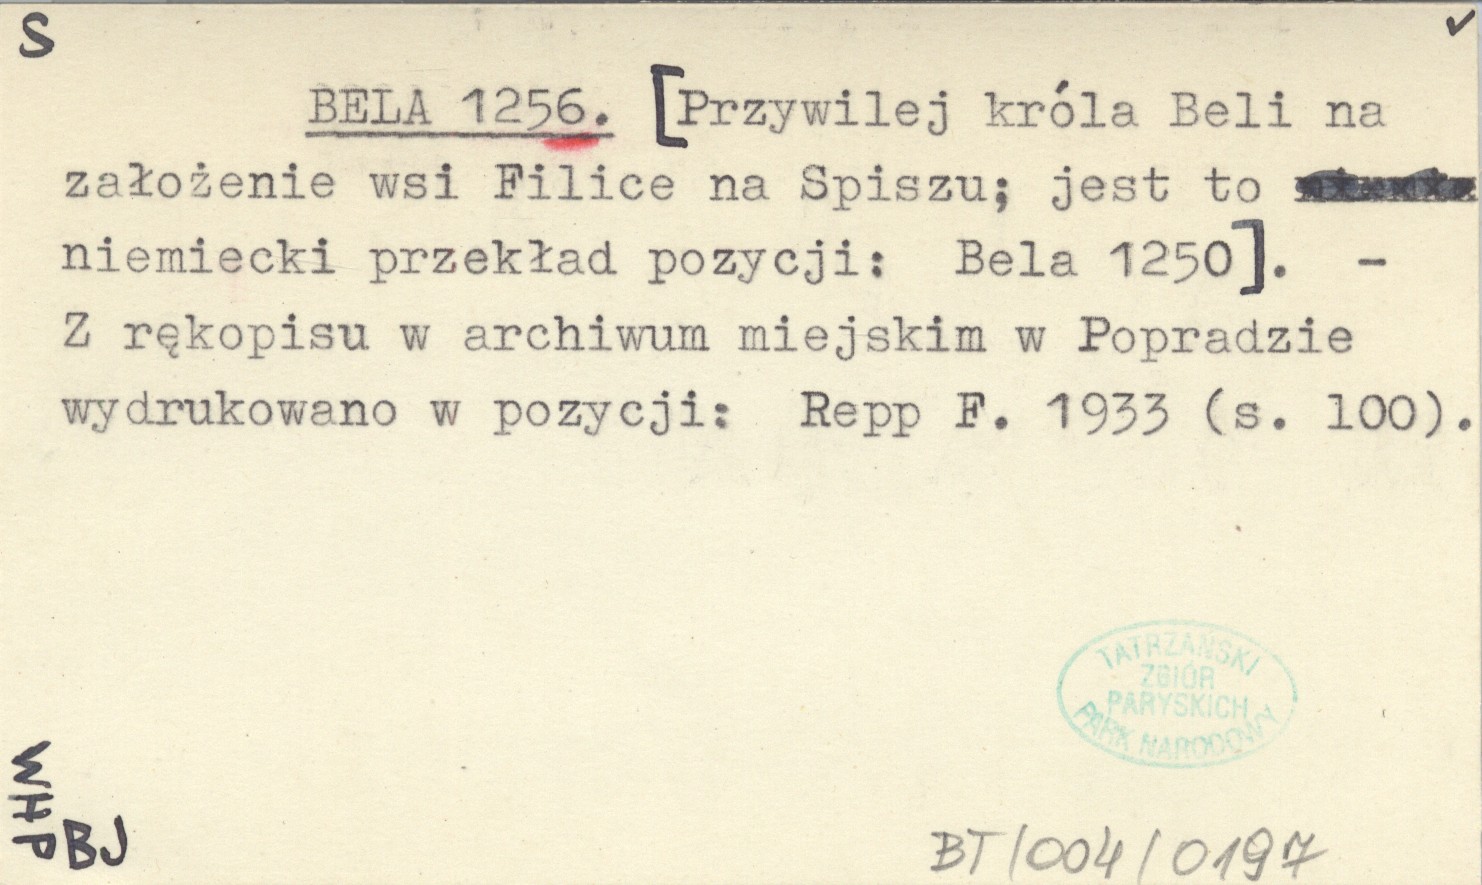 S
✓
BELA 1256. [Przywilej króla Beli na
założenie wsi Filice na Spiszu; jest to
niemiecki przekład pozycji: Bela 1250]. -
Z rękopisu w archiwum miejskim w Popradzie
wydrukowano w pozycji: Repp F. 1933 (s. 100).
TATRZAŃSKI
ZBIÓR
PARYSKICH
PARK NARODOWY
WHP
BJ
BT/004/0197